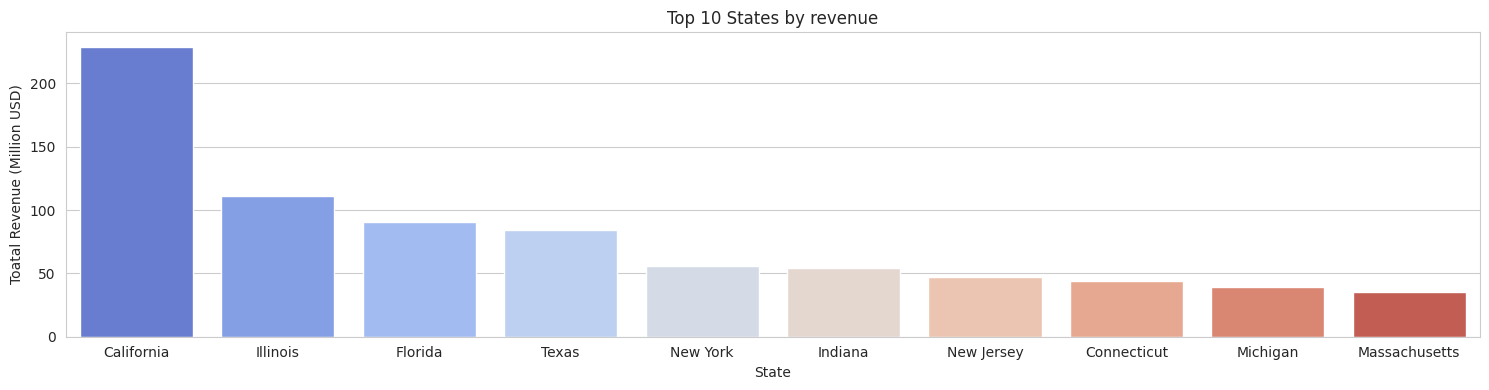 Top 10 States by revenue
Toatal Revenue (Million USD)
200
150
100
50
0
California Illinois Florida Texas New York Indiana New Jersey Connecticut Michigan Massachusetts
State